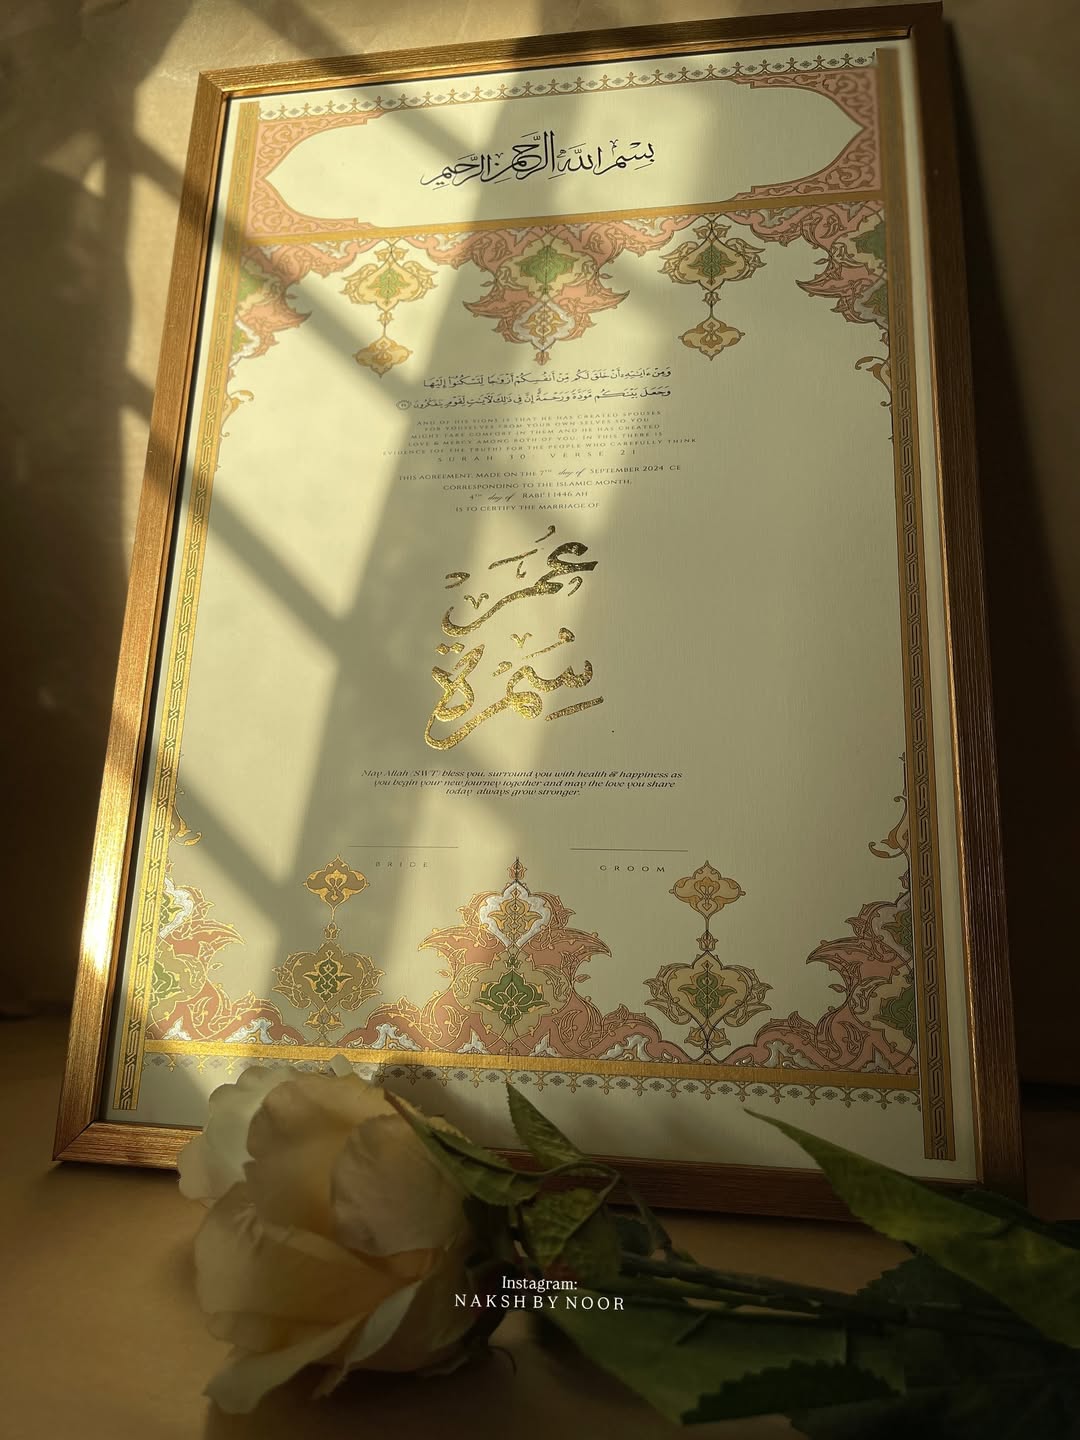 بِسْمِ اللهِ الرَّحْمٰنِ الرَّحِيْمِ
وَمِنْ ءَايَٰتِهِۦٓ أَنْ خَلَقَ لَكُم مِّنْ أَنفُسِكُمْ أَزْوَٰجًا لِّتَسْكُنُوٓا۟ إِلَيْهَا
وَجَعَلَ بَيْنَكُم مَّوَدَّةً وَرَحْمَةً إِنَّ فِى ذَٰلِكَ لَءَايَٰتٍ لِّقَوْمٍ يَتَفَكَّرُونَ ﴿٢١﴾
AND OF HIS SIGNS IS THAT HE HAS CREATED SPOUSES
FOR YOUSELVES FROM YOUR OWN-SELVES SO YOU
MIGHT TAKE COMFORT IN THEM AND HE HAS CREATED
LOVE & MERCY AMONG BOTH OF YOU. IN THIS THERE IS
EVIDENCE (OF THE TRUTH) FOR THE PEOPLE WHO CAREFULLY THINK
SURAH 30: VERSE 21
THIS AGREEMENT, MADE ON THE 7TH day of SEPTEMBER 2024 CE
CORRESPONDING TO THE ISLAMIC MONTH,
4TH day of RABI' I 1446 AH
IS TO CERTIFY THE MARRIAGE OF
عُمَر
سِمْرَة
May Allah (SWT) bless you, surround you with health & happiness as
you begin your new journey together and may the love you share
today always grow stronger.
BRIDE
GROOM
Instagram:
NAKSH BY NOOR